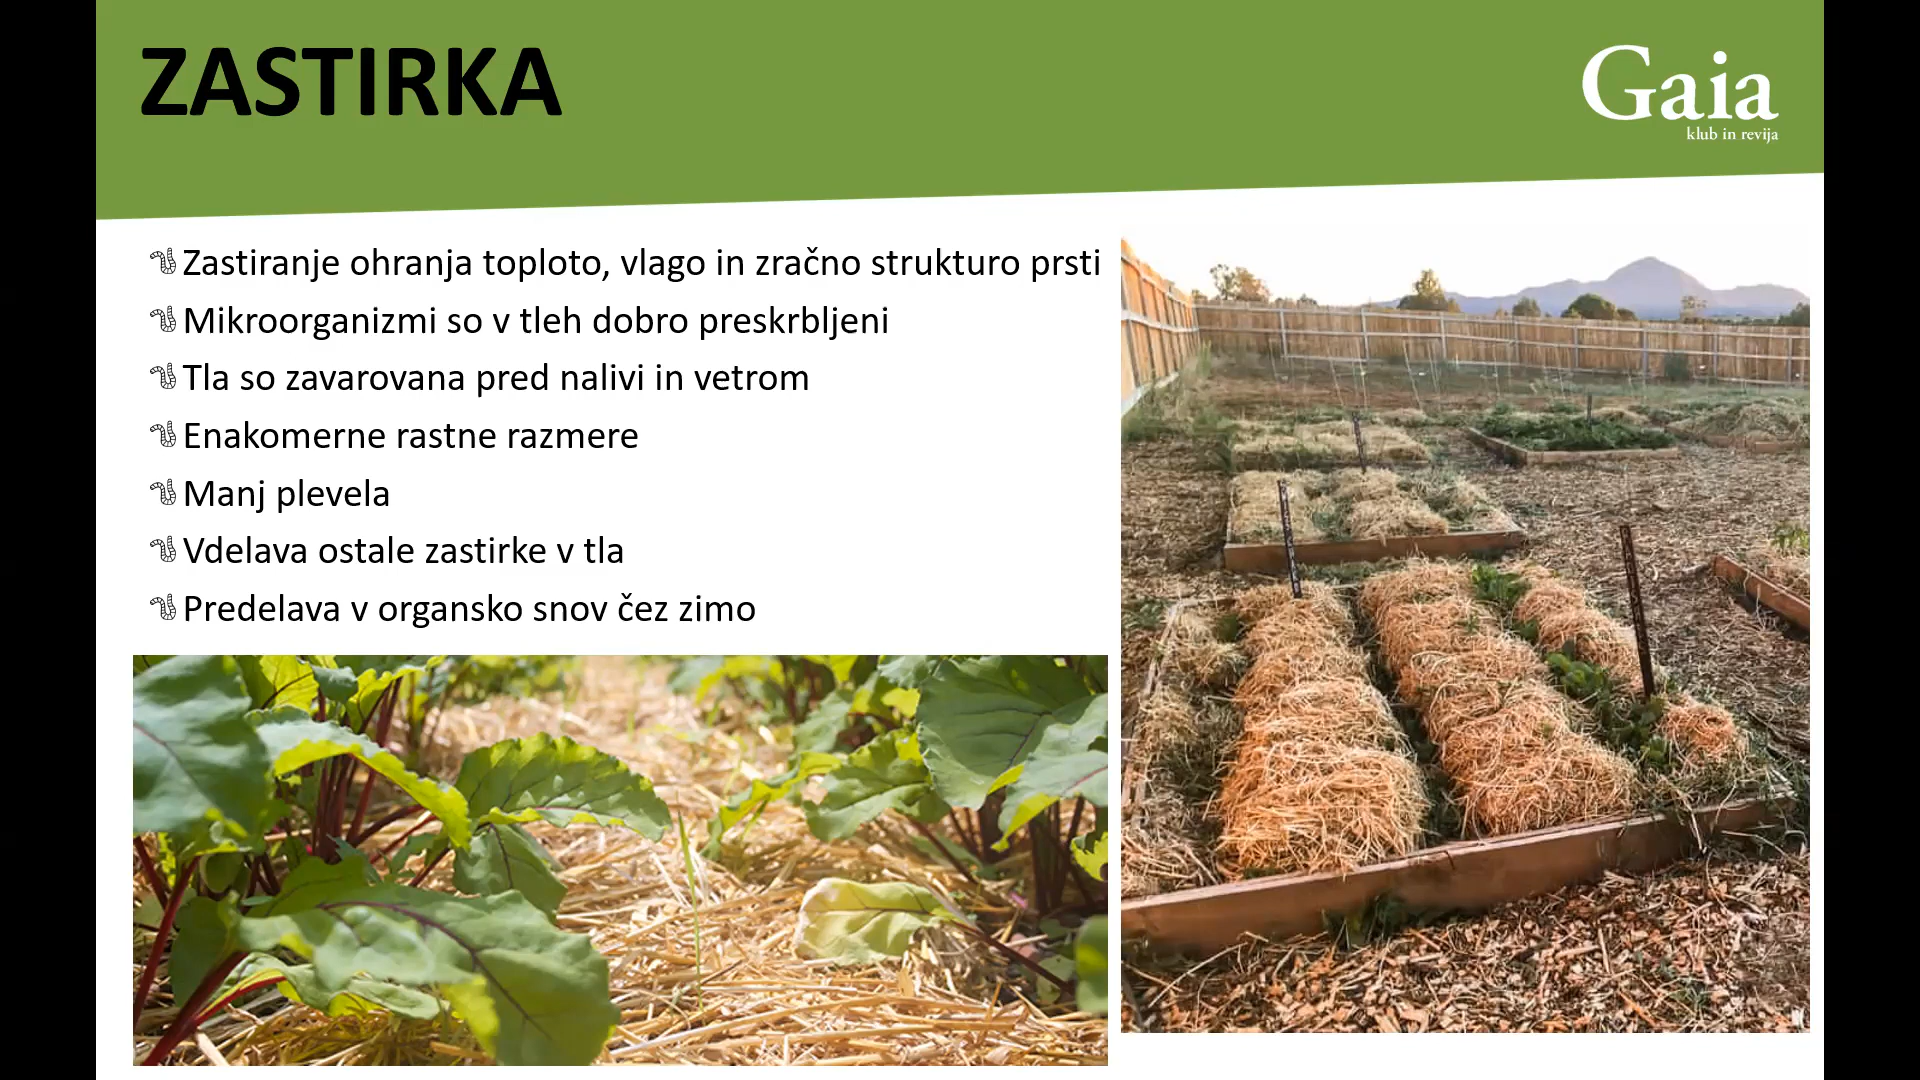 ZASTIRKA
Gaia
klub in revija
Zastiranje ohranja toploto, vlago in zračno strukturo prsti
Mikroorganizmi so v tleh dobro preskrbljeni
Tla so zavarovana pred nalivi in vetrom
Enakomerne rastne razmere
Manj plevela
Vdelava ostale zastirke v tla
Predelava v organsko snov čez zimo